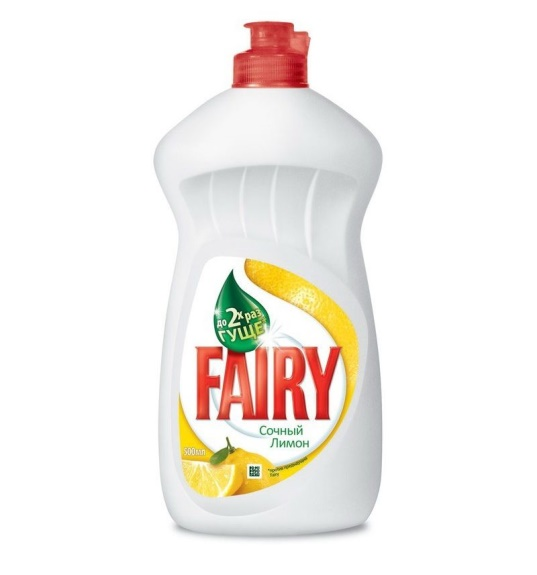 до 2х раз
ГУЩЕ
FAIRY
Сочный
Лимон
500мл